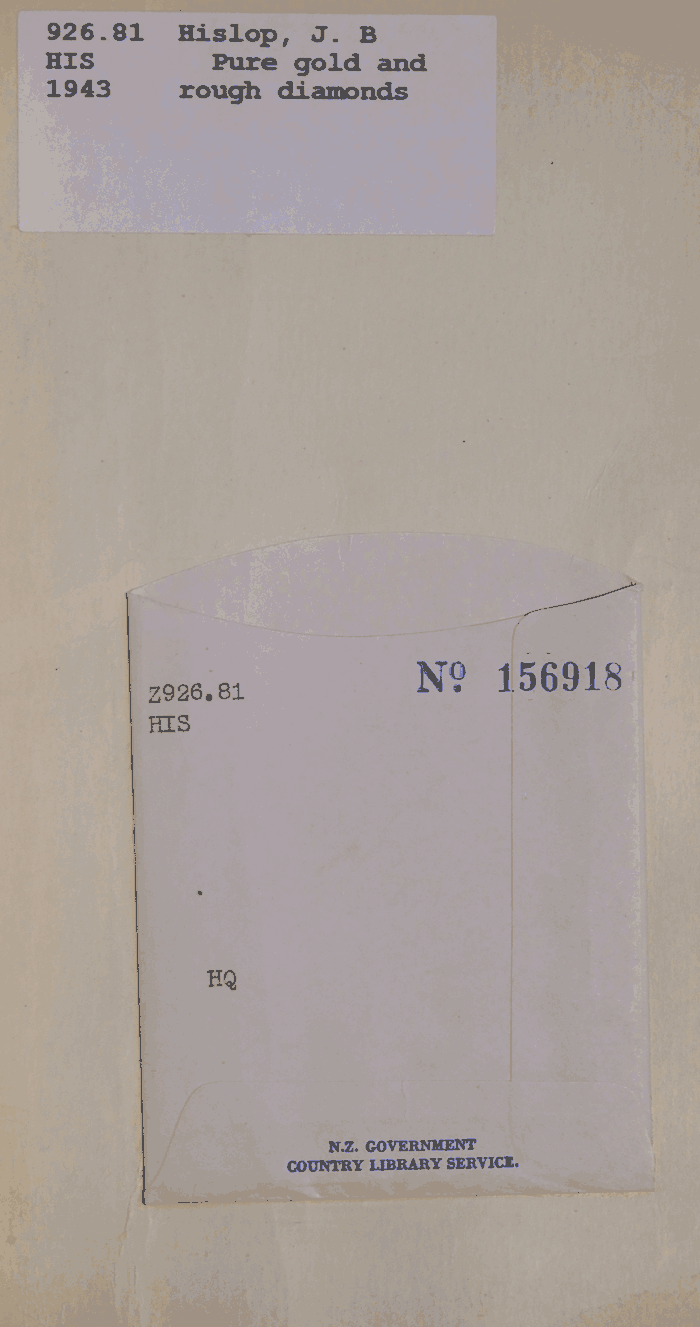 926.81 Hislop, J. B
HIS Pure gold and
1943 rough diamonds
Z926.81
HIS
Nº 156918
HQ
N.Z. GOVERNMENT
COUNTRY LIBRARY SERVICE.